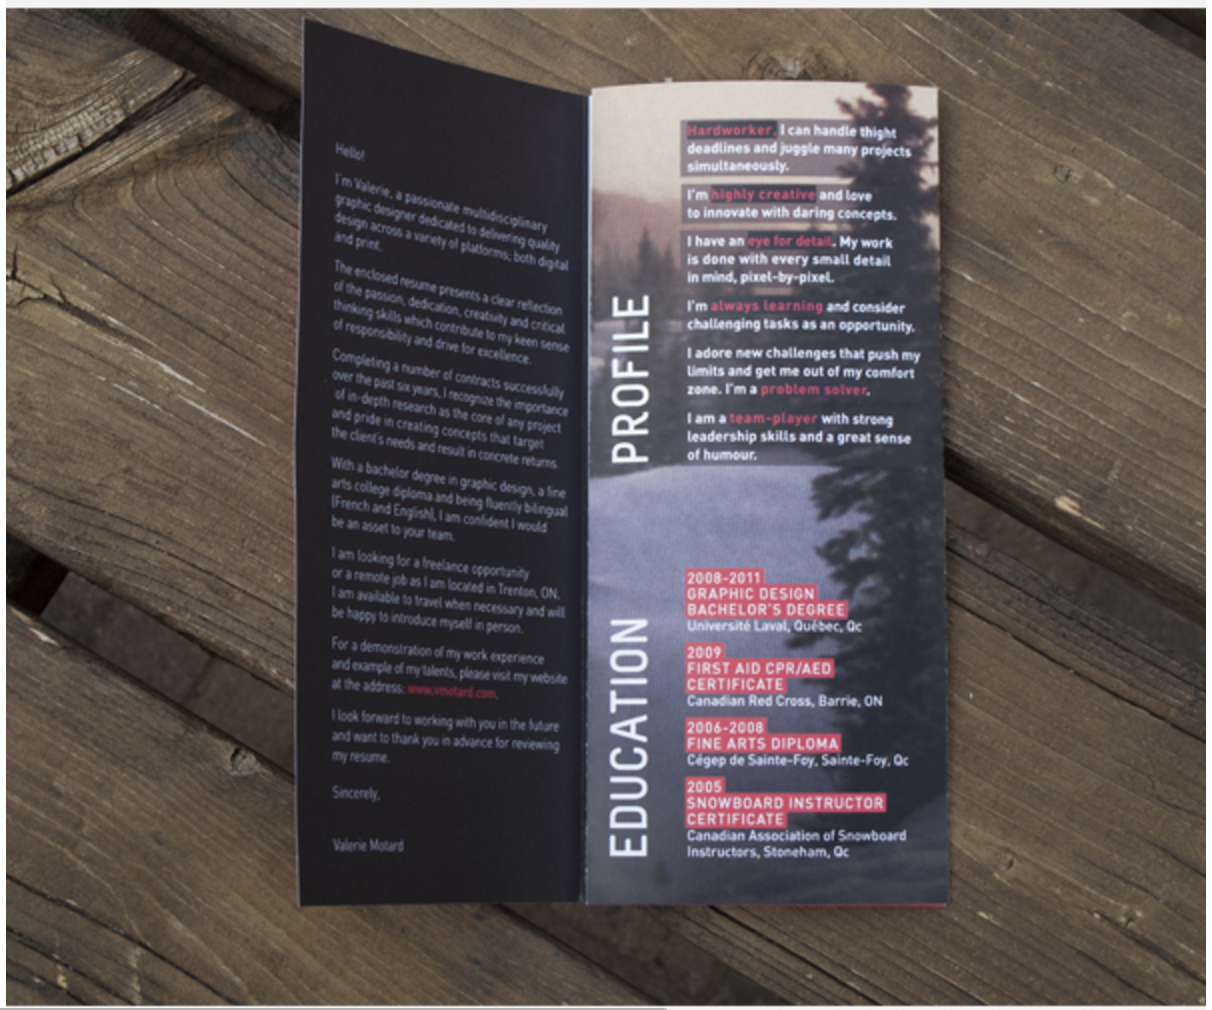 Hello!
I'm Valerie, a passionate multidisciplinary
graphic designer dedicated to delivering quality
design across a variety of platforms; both digital
and print.
The enclosed resume presents a clear reflection
of the passion, dedication, creativity and critical
thinking skills which contribute to my keen sense
of responsibility and drive for excellence.
Completing a number of contracts successfully
over the past six years, I recognize the importance
of in-depth research as the core of any project
and pride in creating concepts that target
the client's needs and result in concrete returns.
With a bachelor degree in graphic design, a fine
arts college diploma and being fluently bilingual
(French and English), I am confident I would
be an asset to your team.
I am looking for a freelance opportunity
or a remote job as I am located in Trenton, ON.
I am available to travel when necessary and will
be happy to introduce myself in person.
For a demonstration of my work experience
and example of my talents, please visit my website
at the address: www.vmotard.com.
I look forward to working with you in the future
and want to thank you in advance for reviewing
my resume.
Sincerely,
Valerie Motard
PROFILE
Hardworker, I can handle thight
deadlines and juggle many projects
simultaneously.
I'm highly creative and love
to innovate with daring concepts.
I have an eye for detail. My work
is done with every small detail
in mind, pixel-by-pixel.
I'm always learning and consider
challenging tasks as an opportunity.
I adore new challenges that push my
limits and get me out of my comfort
zone. I'm a problem solver.
I am a team-player with strong
leadership skills and a great sense
of humour.
EDUCATION
2008-2011
GRAPHIC DESIGN
BACHELOR'S DEGREE
Université Laval, Québec, Qc
2009
FIRST AID CPR/AED
CERTIFICATE
Canadian Red Cross, Barrie, ON
2006-2008
FINE ARTS DIPLOMA
Cégep de Sainte-Foy, Sainte-Foy, Qc
2005
SNOWBOARD INSTRUCTOR
CERTIFICATE
Canadian Association of Snowboard
Instructors, Stoneham, Qc